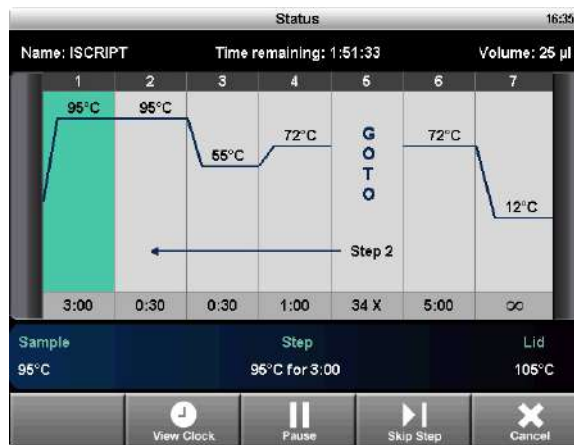 Status 16:35
Name: ISCRIPT Time remaining: 1:51:33 Volume: 25 µl
1 2 3 4 5 6 7
95°C 95°C 55°C 72°C GOTO 72°C 12°C
Step 2
3:00 0:30 0:30 1:00 34 X 5:00 ∞
Sample Step Lid
95°C 95°C for 3:00 105°C
View Clock Pause Skip Step Cancel